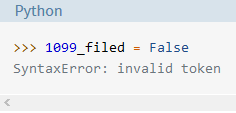 Python
>>> 1099_filed = False
SyntaxError: invalid token